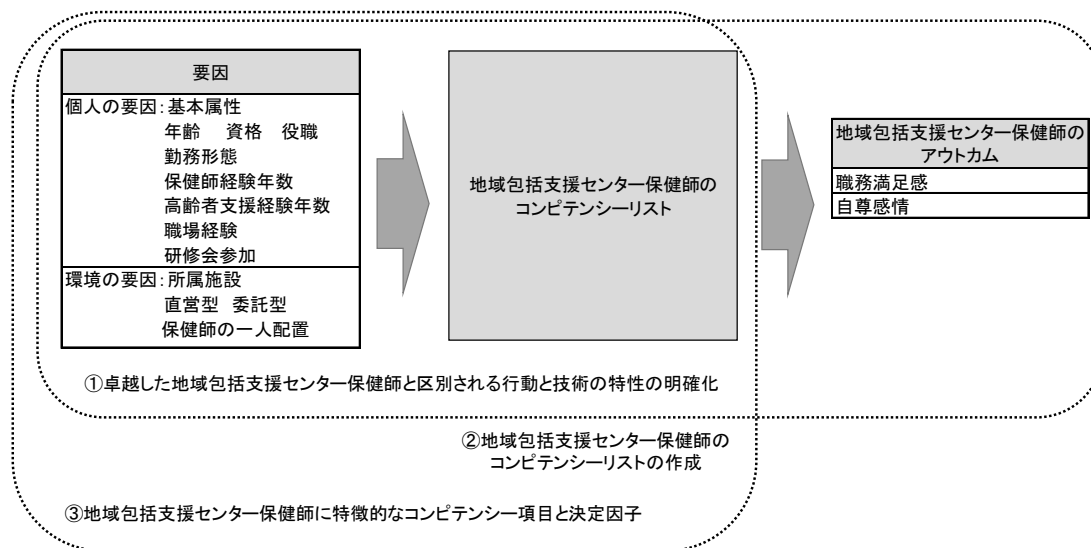 要因
個人の要因：基本属性
年齢　資格　役職
勤務形態
保健師経験年数
高齢者支援経験年数
職場経験
研修会参加
環境の要因：所属施設
直営型　委託型
保健師の一人配置
地域包括支援センター保健師の
コンピテンシーリスト
地域包括支援センター保健師の
アウトカム
職務満足感
自尊感情
①卓越した地域包括支援センター保健師と区別される行動と技術の特性の明確化
②地域包括支援センター保健師の
コンピテンシーリストの作成
③地域包括支援センター保健師に特徴的なコンピテンシー項目と決定因子